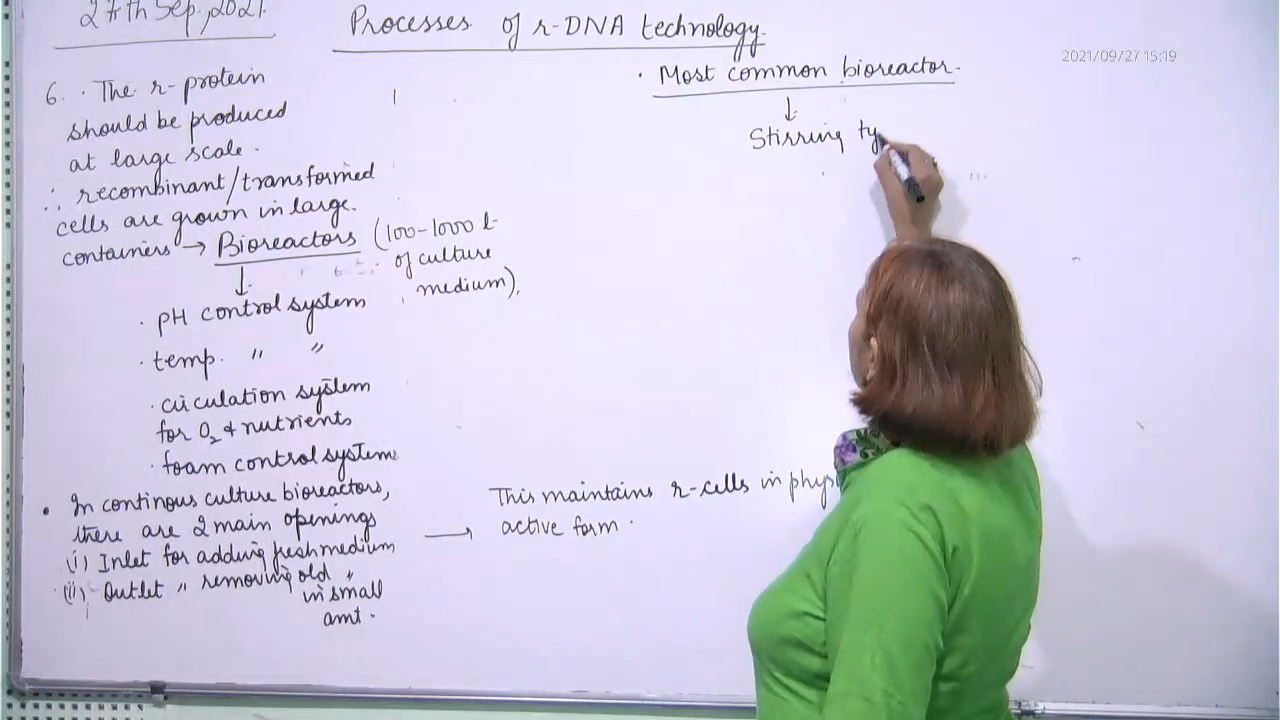 27th Sep., 2021.
Processes of r-DNA technology.
2021/09/27 15:19
6. · The r-protein
should be produced
at large scale.
∴ recombinant/transformed
cells are grown in large
containers → Bioreactors (100-1000 l
of culture
medium),
↓
· pH control system
· temp. " "
· circulation system
for O₂ & nutrients
· foam control system
• In continous culture bioreactors,
there are 2 main openings
(i) Inlet for adding fresh medium
(ii) Outlet " removing old "
in small
amt.
→ This maintains r-cells in physi
active form.
· Most common bioreactor.
↓
Stirring ty